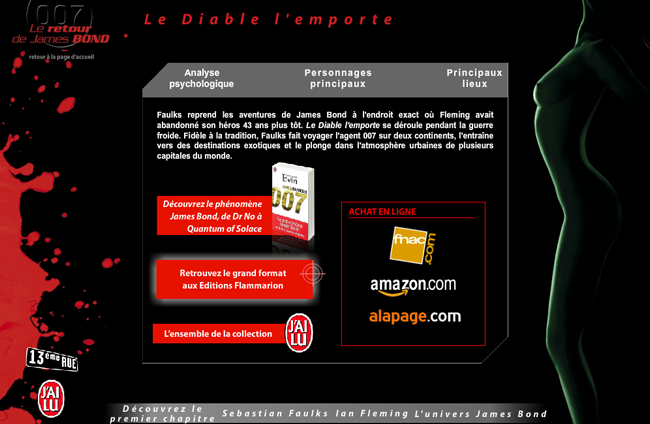 007
Le retour
de James BOND
retour à la page d'accueil
Le Diable l'emporte
Analyse
psychologique
Personnages
principaux
Principaux
lieux
Faulks reprend les aventures de James Bond à l'endroit exact où Fleming avait
abandonné son héros 43 ans plus tôt. Le Diable l'emporte se déroule pendant la guerre
froide. Fidèle à la tradition, Faulks fait voyager l'agent 007 sur deux continents, l'entraine
vers des destinations exotiques et le plonge dans l'atmosphère urbaines de plusieurs
capitales du monde.
Découvrez le phénomène
James Bond, de Dr No à
Quantum of Solace
Evin
007
ACHAT EN LIGNE
fnac.com
amazon.com
alapage.com
Retrouvez le grand format
aux Editions Flammarion
L'ensemble de la collection
J'AI
LU
13ème RUE
J'AI
LU
Découvrez le
premier chapitre
Sebastian Faulks
Ian Fleming
L'univers James Bond